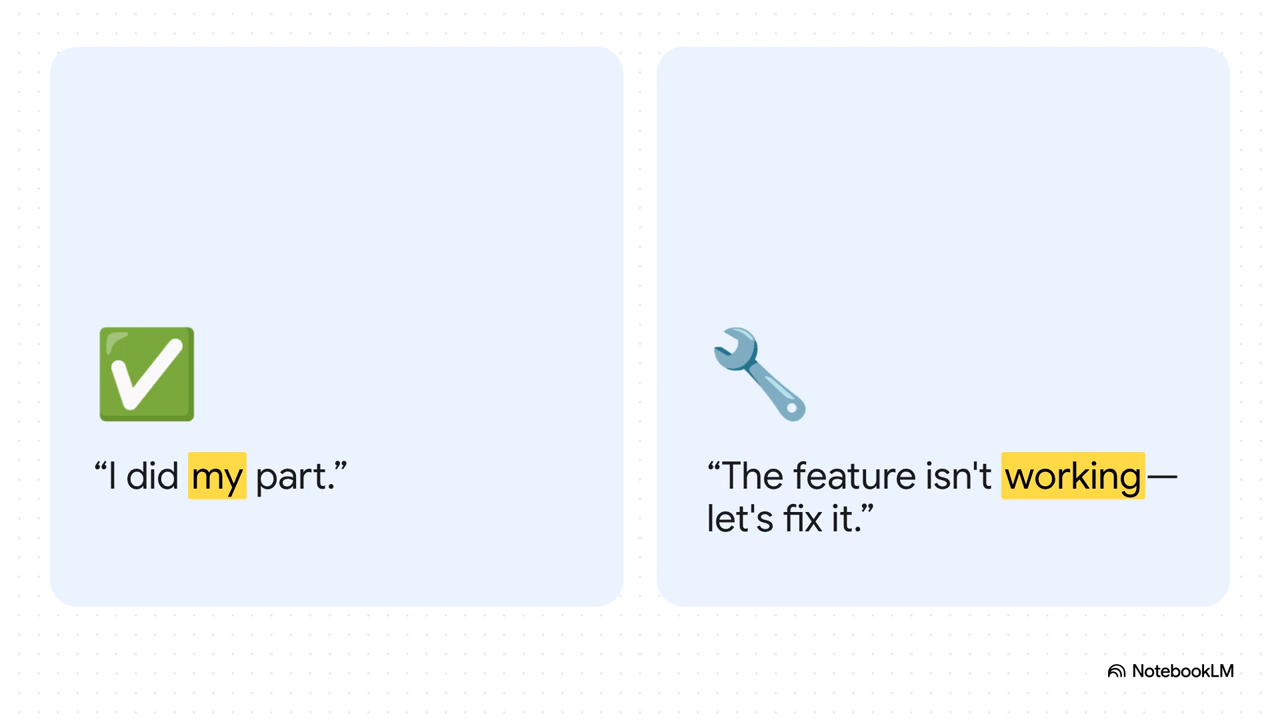 “I did my part.”
“The feature isn't working—
let's fix it.”
NotebookLM